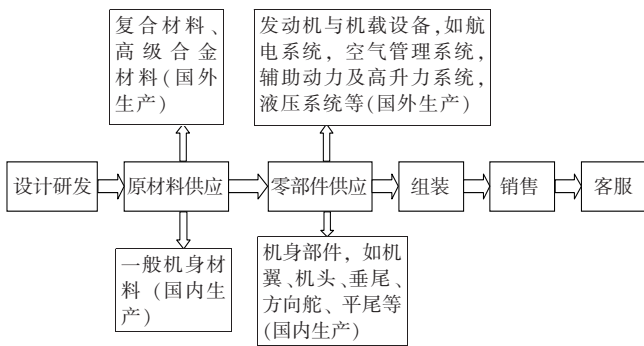 复合材料、
高级合金
材料(国外
生产)
发动机与机载设备,如航
电系统,空气管理系统,
辅助动力及高升力系统,
液压系统等(国外生产)
设计研发
原材料供应
零部件供应
组装
销售
客服
一般机身材
料(国内生
产)
机身部件,如机
翼、机头、垂尾、
方向舵、平尾等
(国内生产)